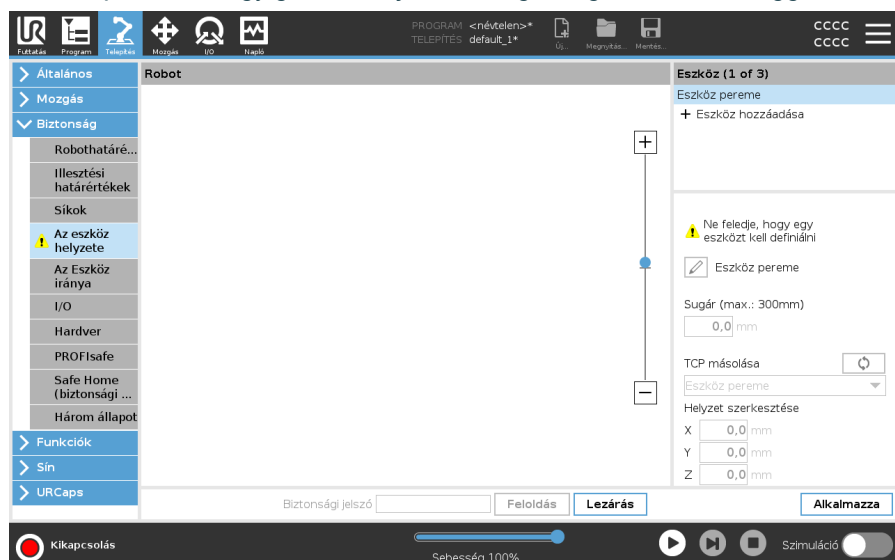 PROGRAM <névtelen>*
TELEPÍTÉS default_1*
Futtatás Program Telepítés Mozgás I/O Napló
Új... Megnyitás... Mentés...
CCCC
CCCC
Általános
Mozgás
Biztonság
Robothatáré...
Illesztési
határértékek
Síkok
Az eszköz
helyzete
Az Eszköz
iránya
I/O
Hardver
PROFIsafe
Safe Home
(biztonsági ...
Három állapot
Funkciók
Sín
URCaps
Robot
Biztonsági jelszó Feloldás Lezárás
Eszköz (1 of 3)
Eszköz pereme
+ Eszköz hozzáadása
Ne feledje, hogy egy
eszközt kell definiálni
Eszköz pereme
Sugár (max.: 300mm)
0,0 mm
TCP másolása
Eszköz pereme
Helyzet szerkesztése
X 0,0 mm
Y 0,0 mm
Z 0,0 mm
Alkalmazza
Kikapcsolás
Sebesség 100%
Szimuláció